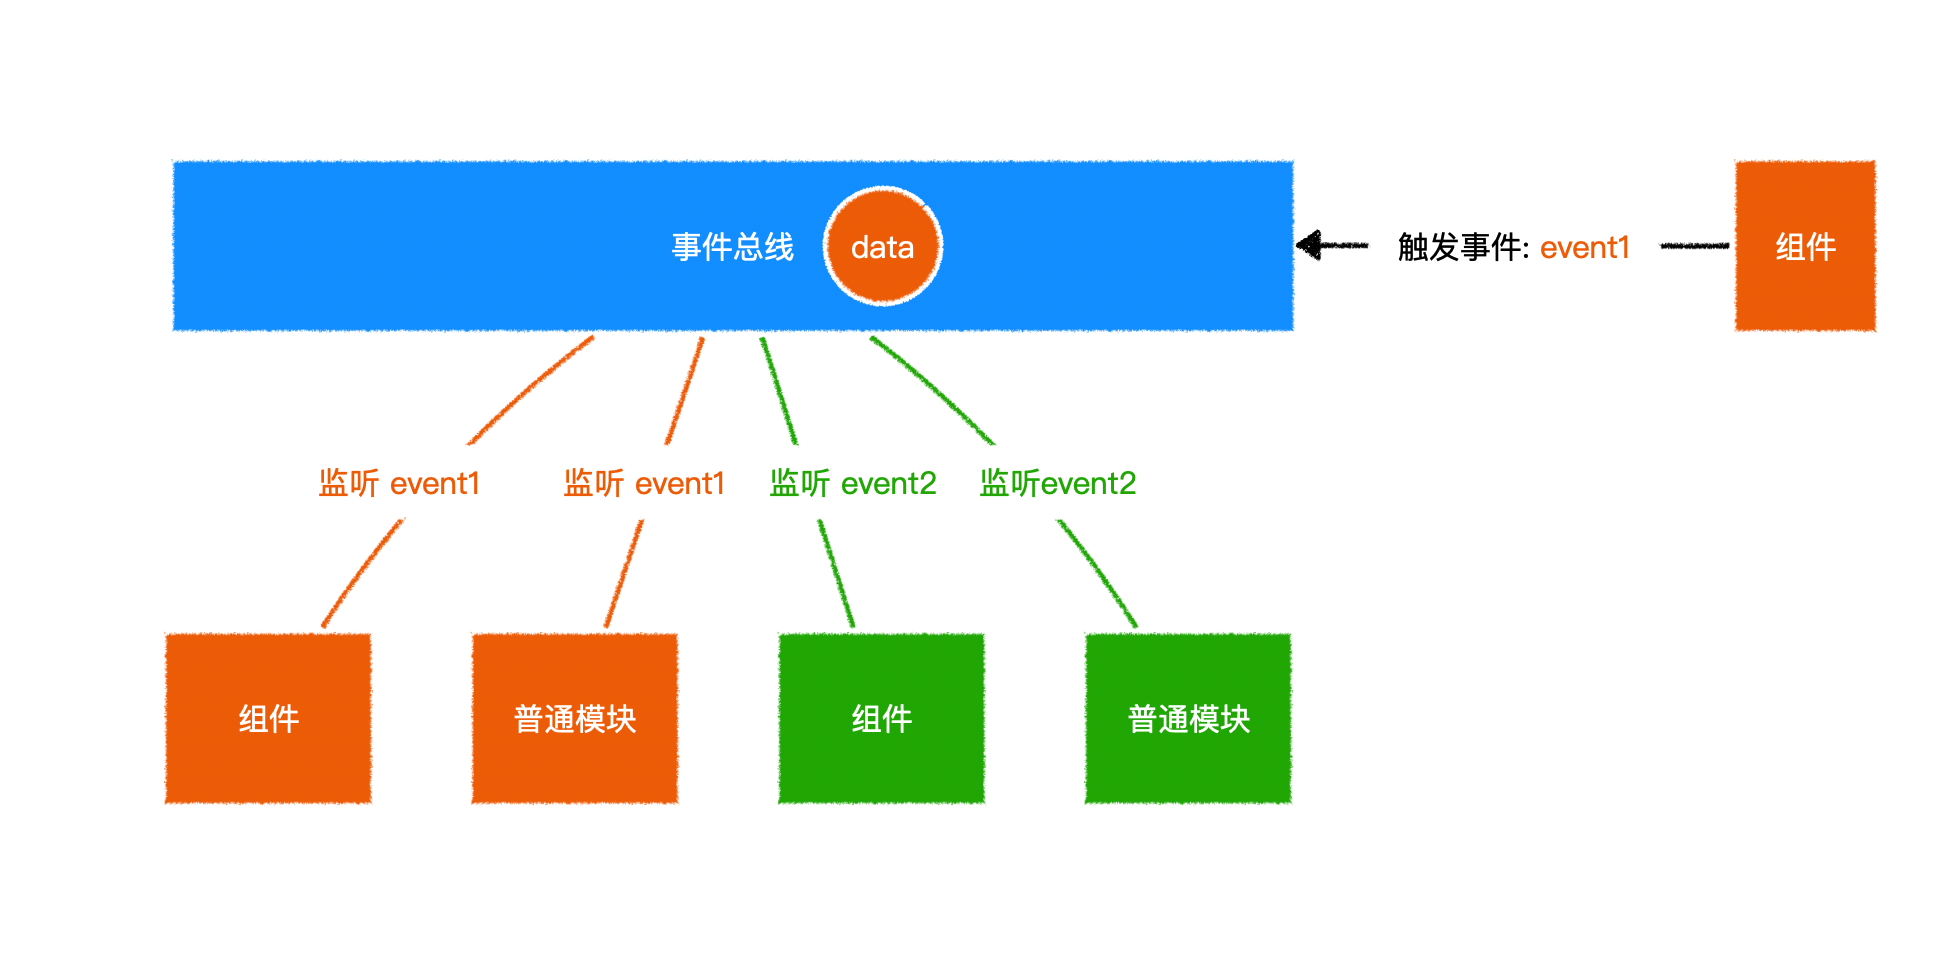 事件总线
data
触发事件: event1
组件
监听 event1
监听 event1
监听 event2
监听event2
组件
普通模块
组件
普通模块